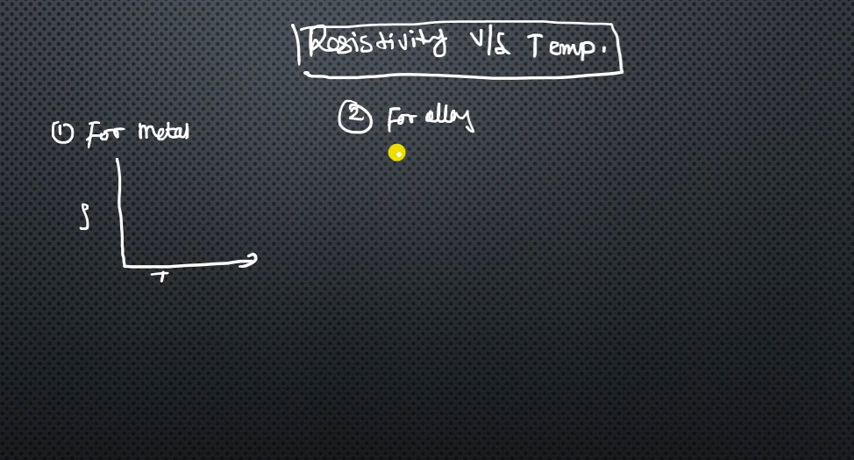 Resistivity V/s Temp.
① For Metal
② For alloy
ρ
T